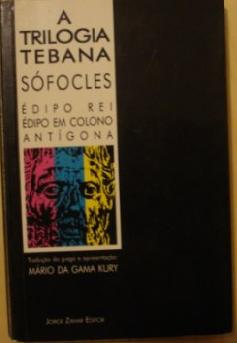 A
TRILOGIA
TEBANA
SÓFOCLES
ÉDIPO REI
ÉDIPO EM COLONO
ANTÍGONA
Tradução do grego e apresentação
MÁRIO DA GAMA KURY
JORGE ZAHAR EDITOR